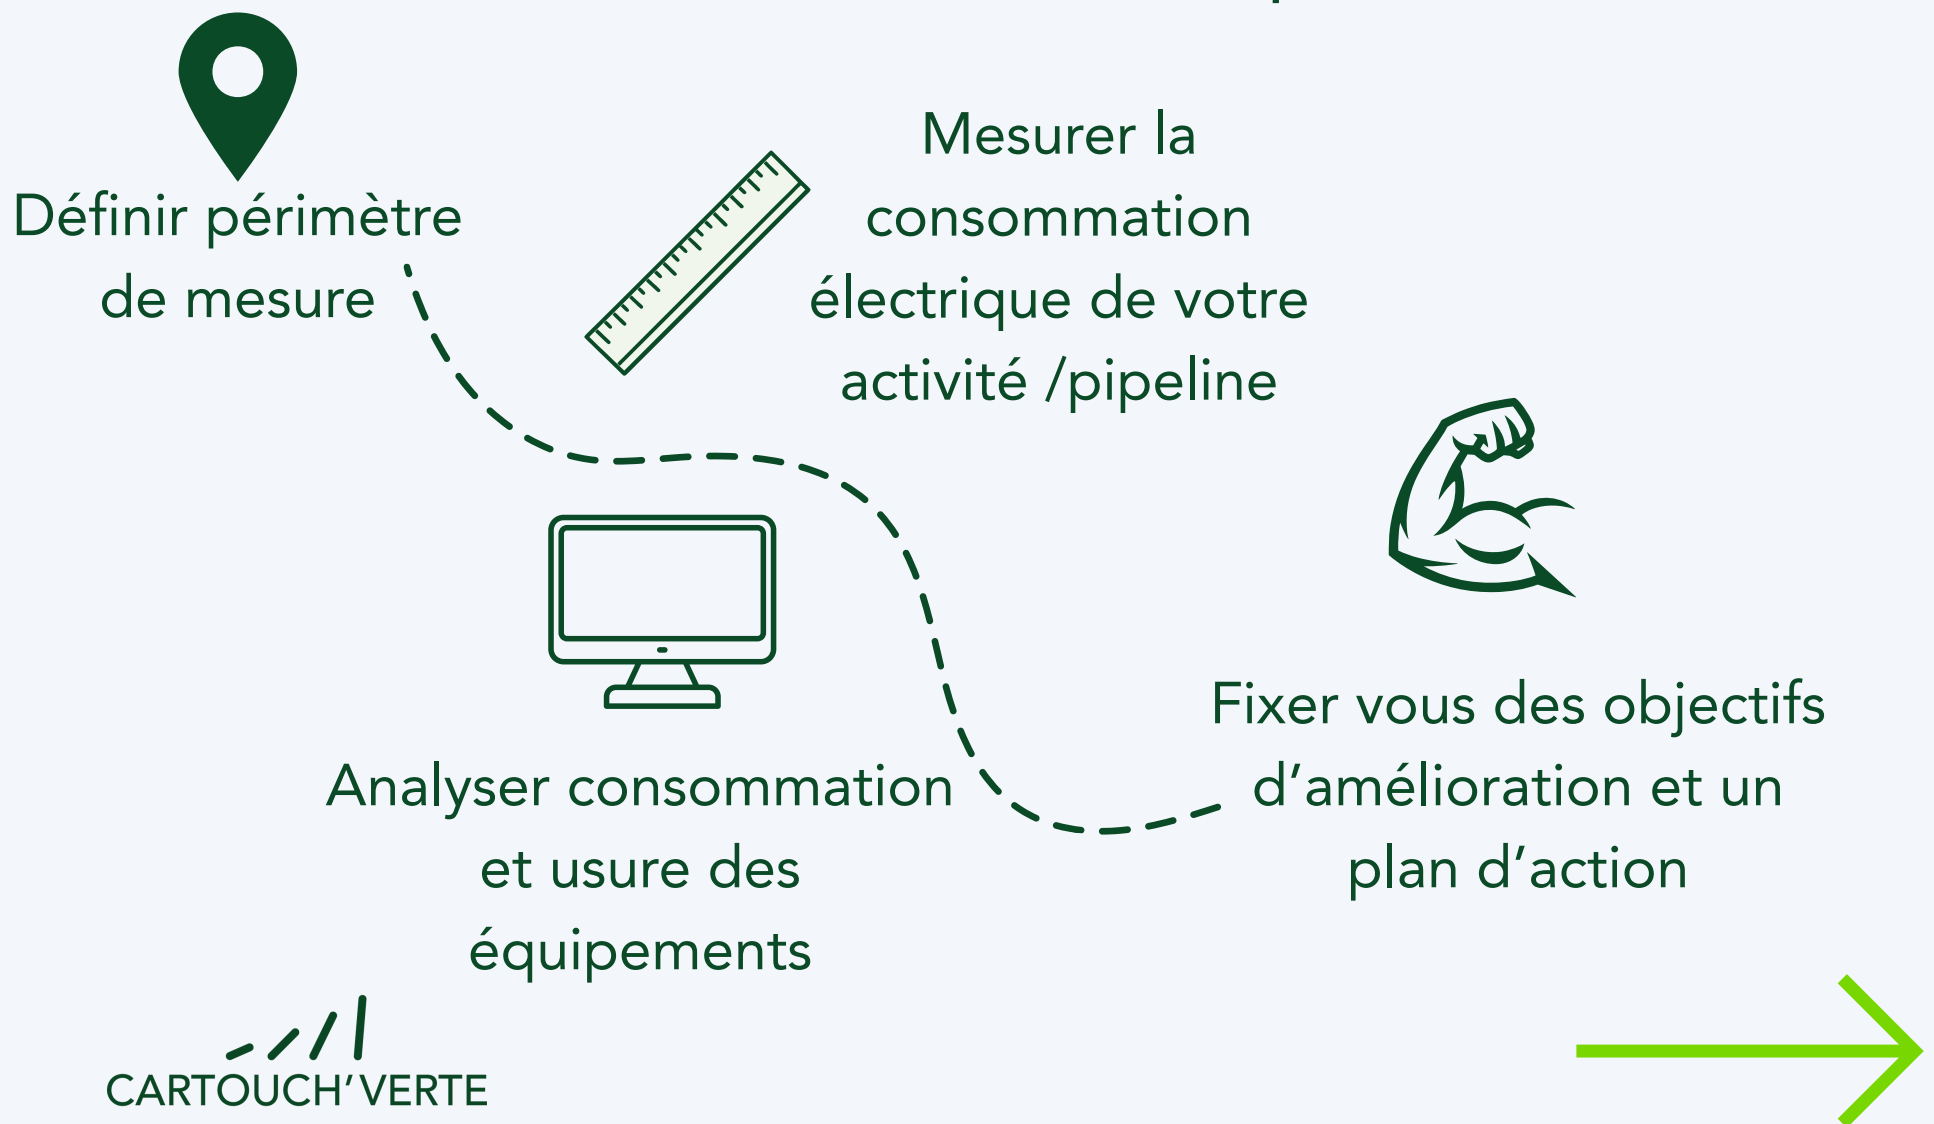 Définir périmètre
de mesure
Mesurer la
consommation
électrique de votre
activité /pipeline
Analyser consommation
et usure des
équipements
Fixer vous des objectifs
d’amélioration et un
plan d’action
CARTOUCH’VERTE